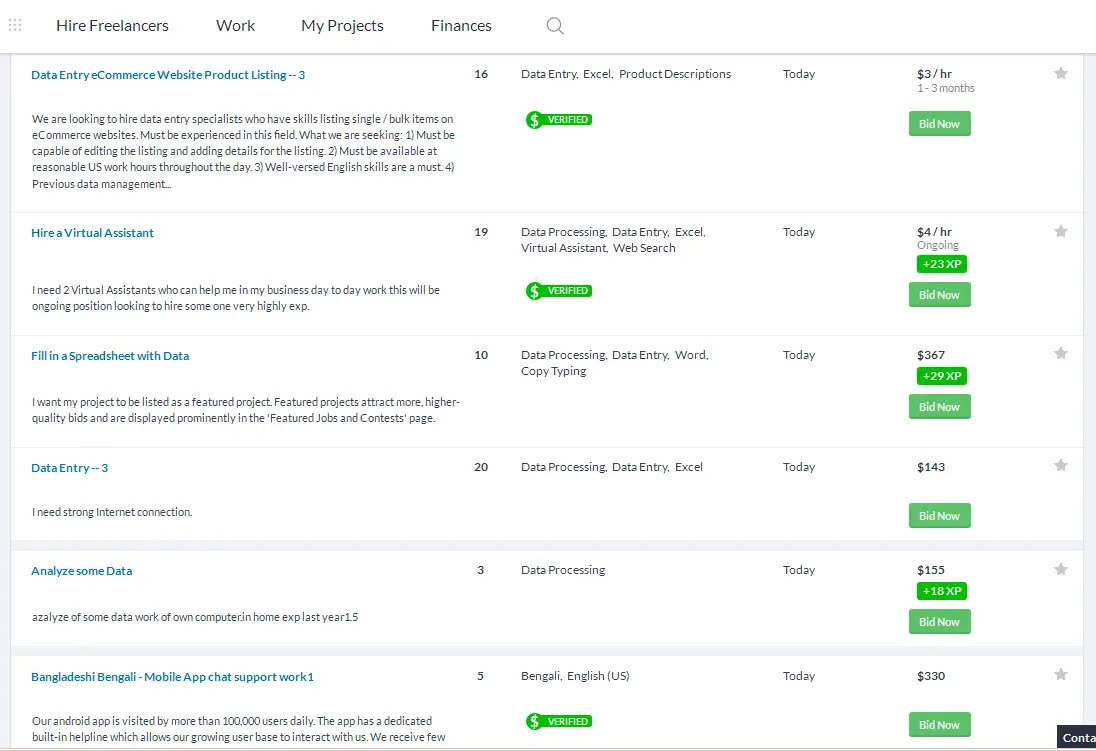 Hire Freelancers Work My Projects Finances
Data Entry eCommerce Website Product Listing -- 3 16 Data Entry, Excel, Product Descriptions Today $3 / hr
1 - 3 months
We are looking to hire data entry specialists who have skills listing single / bulk items on
eCommerce websites. Must be experienced in this field. What we are seeking: 1) Must be
capable of editing the listing and adding details for the listing. 2) Must be available at
reasonable US work hours throughout the day. 3) Well-versed English skills are a must. 4)
Previous data management...
$ VERIFIED
Bid Now
Hire a Virtual Assistant 19 Data Processing, Data Entry, Excel, Today $4 / hr
Virtual Assistant, Web Search Ongoing
+23 XP
I need 2 Virtual Assistants who can help me in my business day to day work this will be
ongoing position looking to hire some one very highly exp.
$ VERIFIED
Bid Now
Fill in a Spreadsheet with Data 10 Data Processing, Data Entry, Word, Today $367
Copy Typing
+29 XP
I want my project to be listed as a featured project. Featured projects attract more, higher-
quality bids and are displayed prominently in the 'Featured Jobs and Contests' page.
Bid Now
Data Entry -- 3 20 Data Processing, Data Entry, Excel Today $143
I need strong Internet connection.
Bid Now
Analyze some Data 3 Data Processing Today $155
+18 XP
azalyze of some data work of own computer.in home exp last year1.5
Bid Now
Bangladeshi Bengali - Mobile App chat support work1 5 Bengali, English (US) Today $330
Our android app is visited by more than 100,000 users daily. The app has a dedicated
built-in helpline which allows our growing user base to interact with us. We receive few
$ VERIFIED
Bid Now
Conta